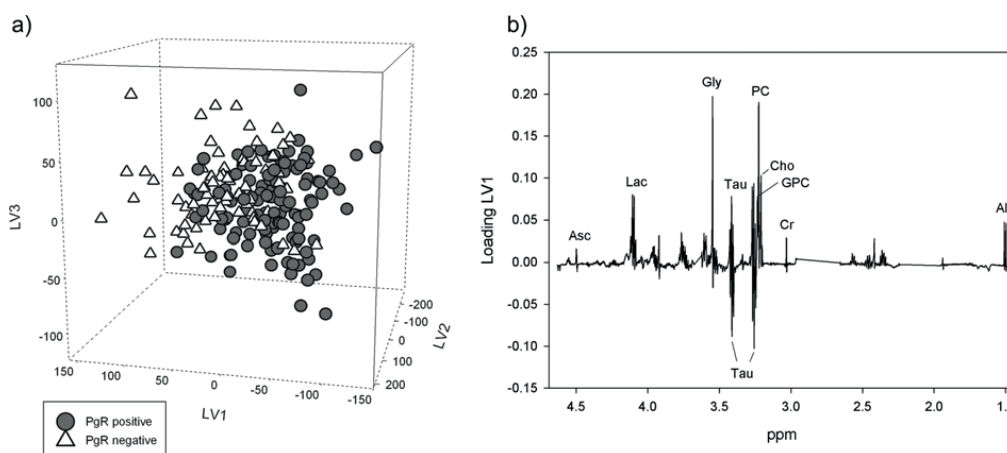 a)
LV3
100
50
0
-50
-100
150
100
50
0
-50
-100
-150
LV1
-200
-100
0
100
200
LV2
PgR positive
PgR negative
b)
Loading LV1
0.25
0.20
0.15
0.10
0.05
0.00
-0.05
-0.10
-0.15
Asc
Lac
Gly
Tau
PC
Cho
GPC
Cr
Al
Tau
4.5
4.0
3.5
3.0
2.5
2.0
ppm